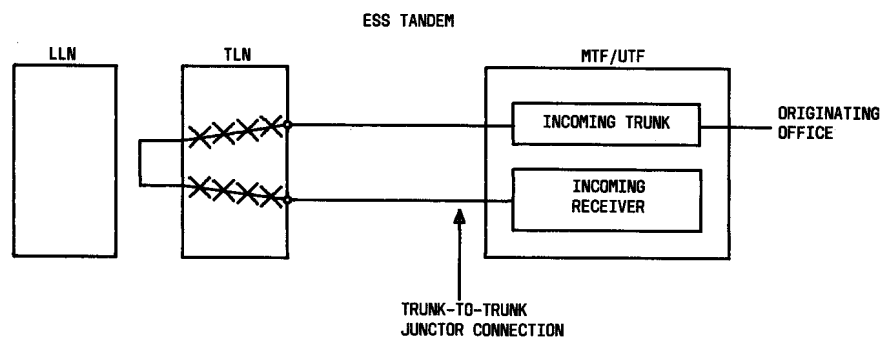 ESS TANDEM
LLN
TLN
MTF/UTF
INCOMING TRUNK
ORIGINATING
OFFICE
INCOMING
RECEIVER
TRUNK-TO-TRUNK
JUNCTOR CONNECTION